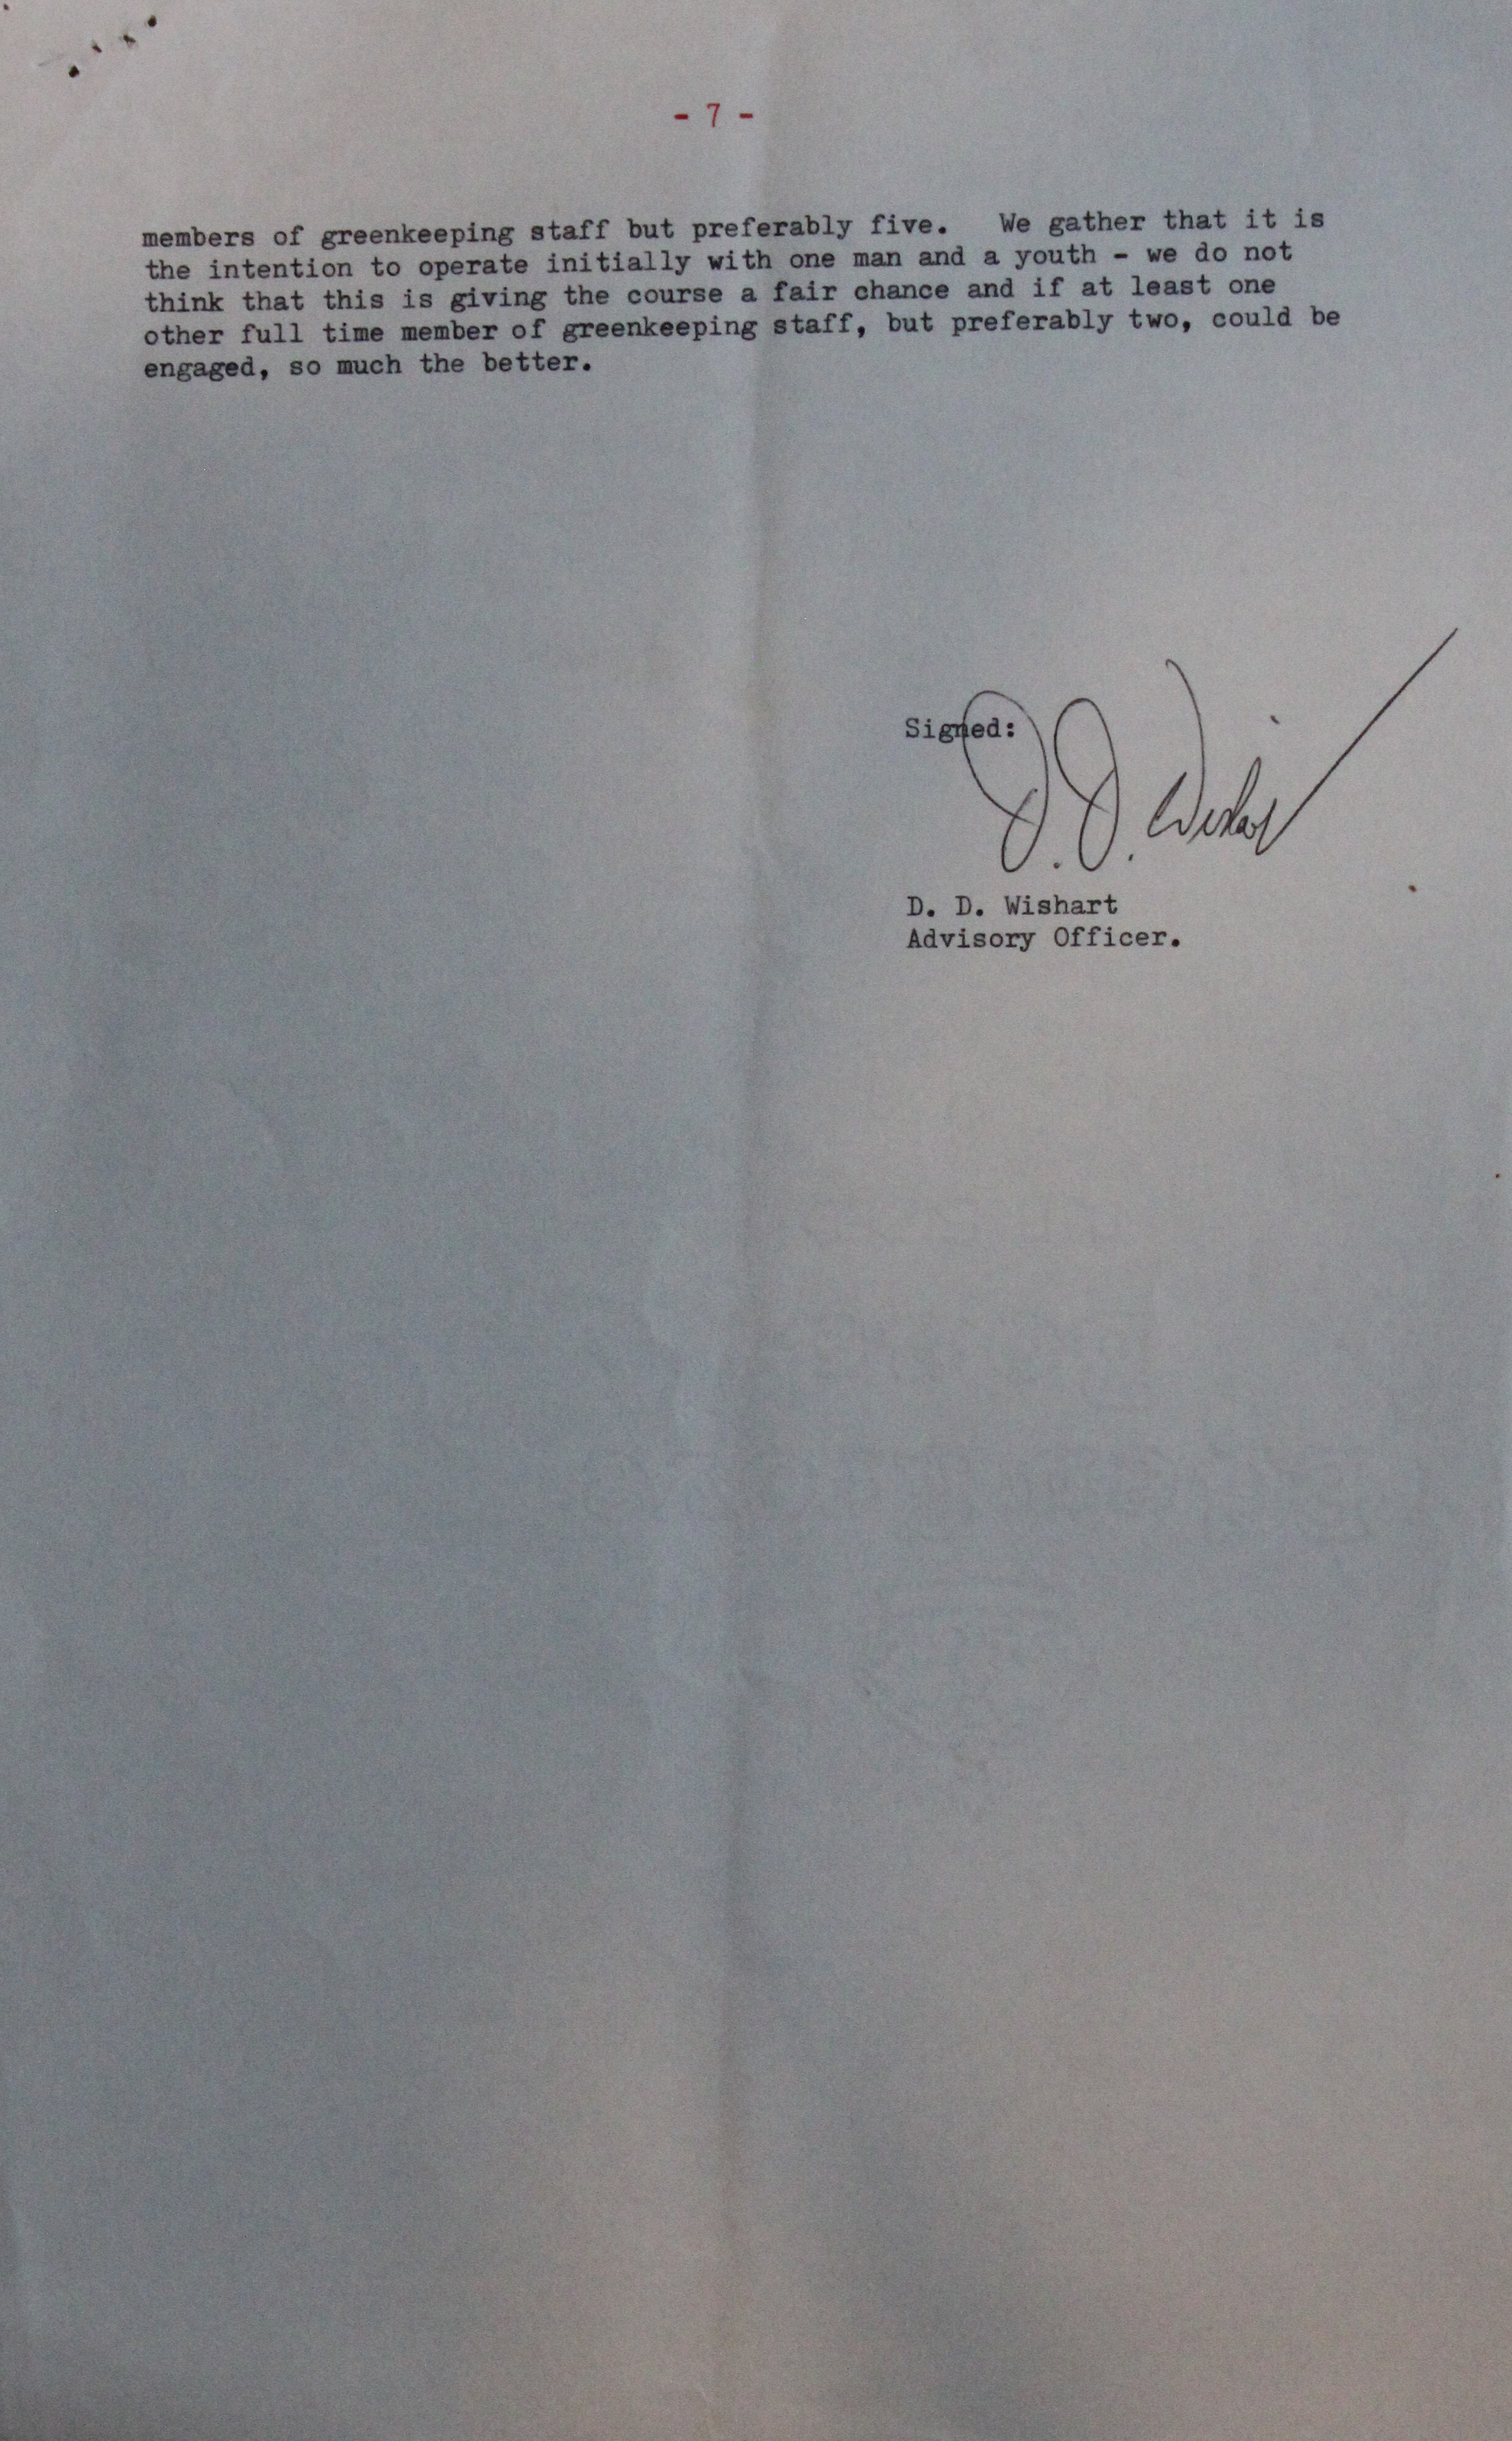 - 7 -
members of greenkeeping staff but preferably five.   We gather that it is
the intention to operate initially with one man and a youth - we do not
think that this is giving the course a fair chance and if at least one
other full time member of greenkeeping staff, but preferably two, could be
engaged, so much the better.
Signed:
D. D. Wishart
D. D. Wishart
Advisory Officer.